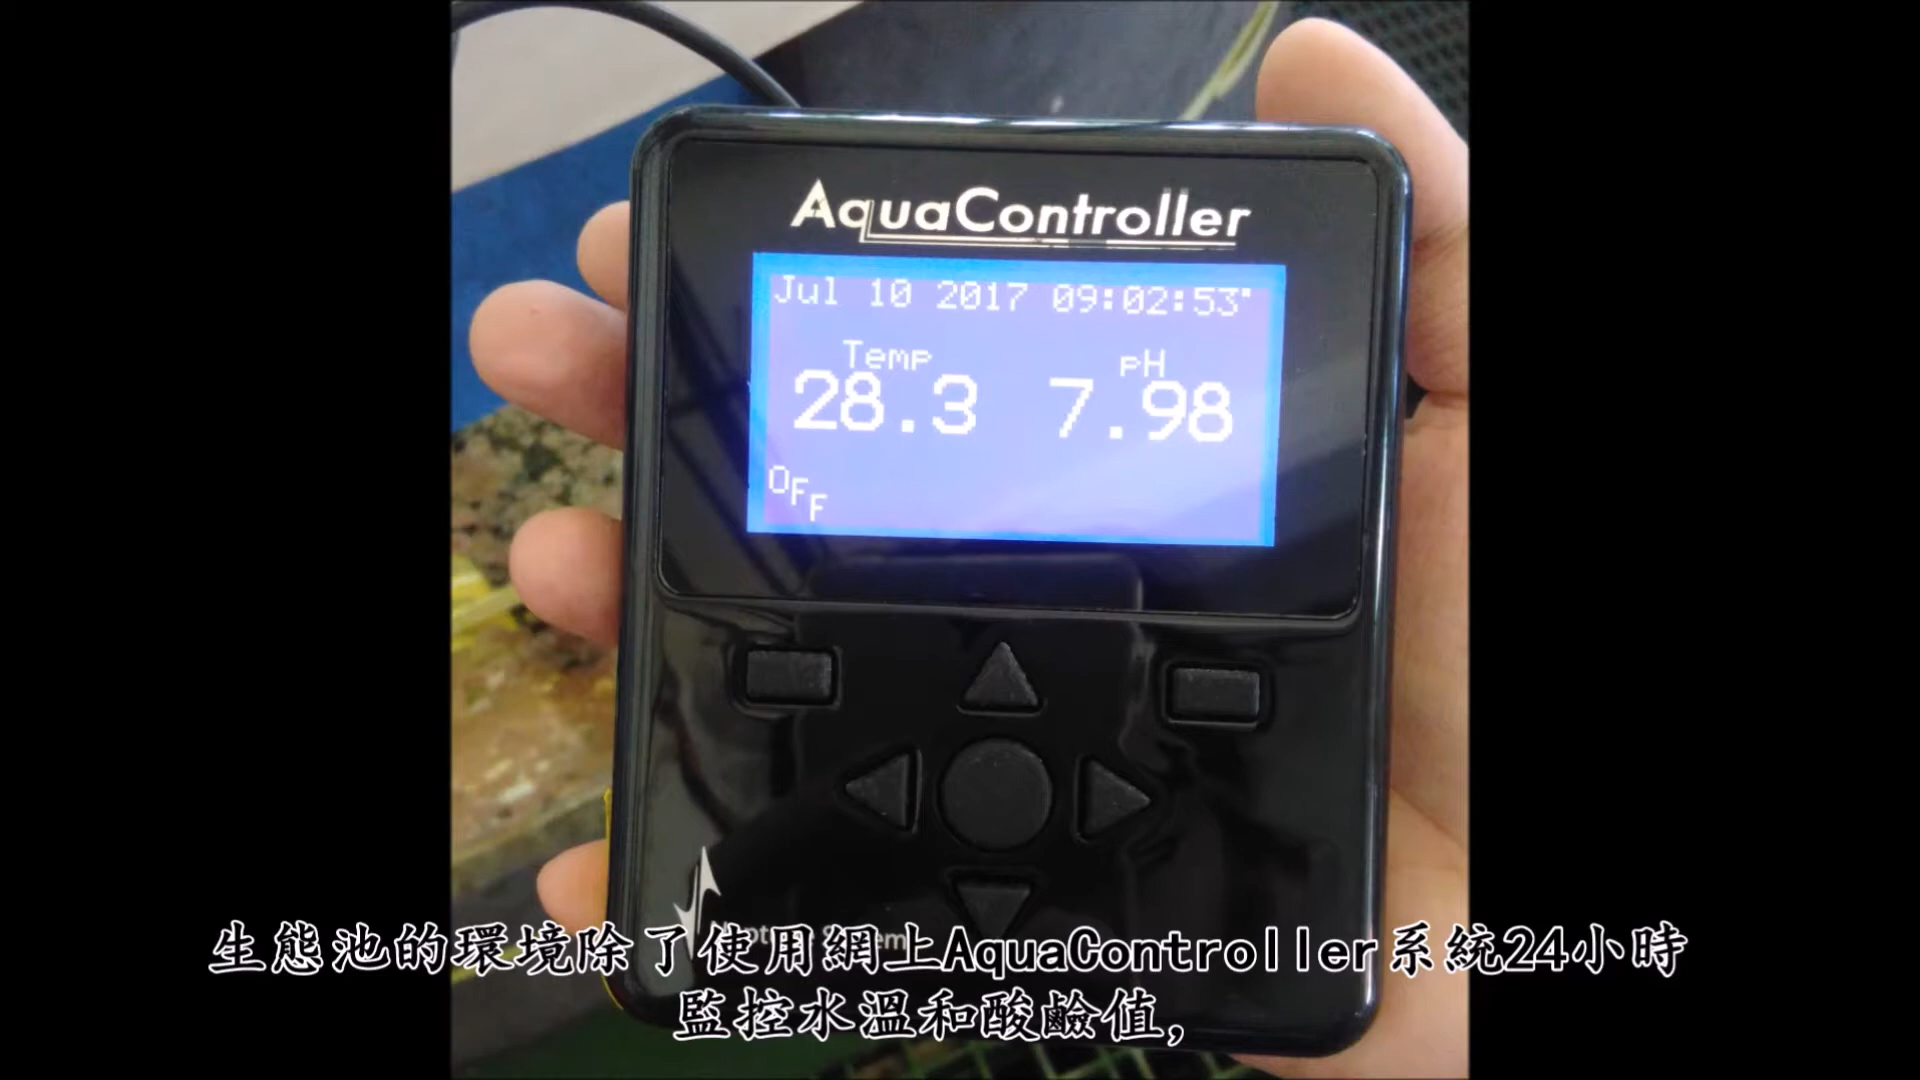 AquaController
Jul 10 2017 09:02:53
Temp pH
28.3 7.98
OFF
生態池的環境除了使用網上AquaController系統24小時
監控水溫和酸鹼值,